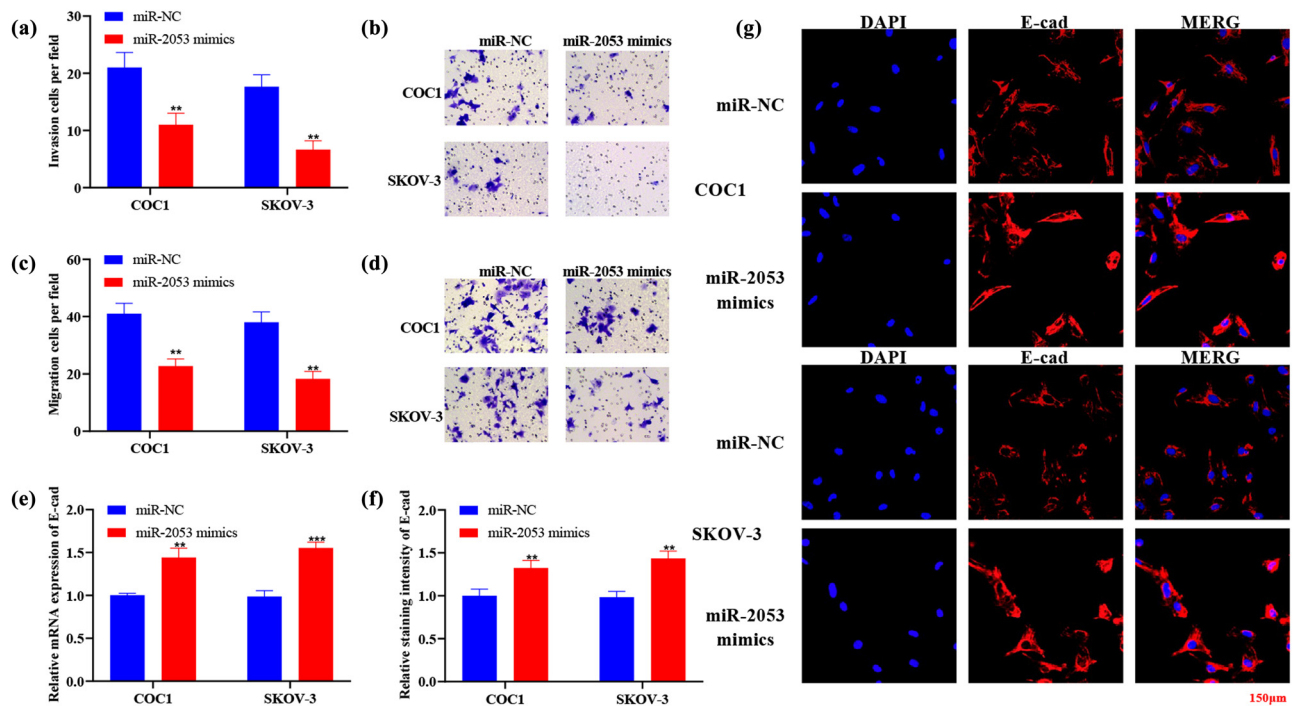 (a)
miR-NC
miR-2053 mimics
Invasion cells per field
30
20
10
0
**
**
COC1
SKOV-3
(b)
miR-NC
miR-2053 mimics
COC1
SKOV-3
(c)
miR-NC
miR-2053 mimics
Migration cells per field
60
40
20
0
**
**
COC1
SKOV-3
(d)
miR-NC
miR-2053 mimics
COC1
SKOV-3
(e)
miR-NC
miR-2053 mimics
Relative mRNA expression of E-cad
2.0
1.5
1.0
0.5
0.0
**
***
COC1
SKOV-3
(f)
miR-NC
miR-2053 mimics
Relative staining intensity of E-cad
2.0
1.5
1.0
0.5
0.0
**
**
COC1
SKOV-3
(g)
DAPI
E-cad
MERG
miR-NC
COC1
miR-2053
mimics
DAPI
E-cad
MERG
miR-NC
SKOV-3
miR-2053
mimics
150μm